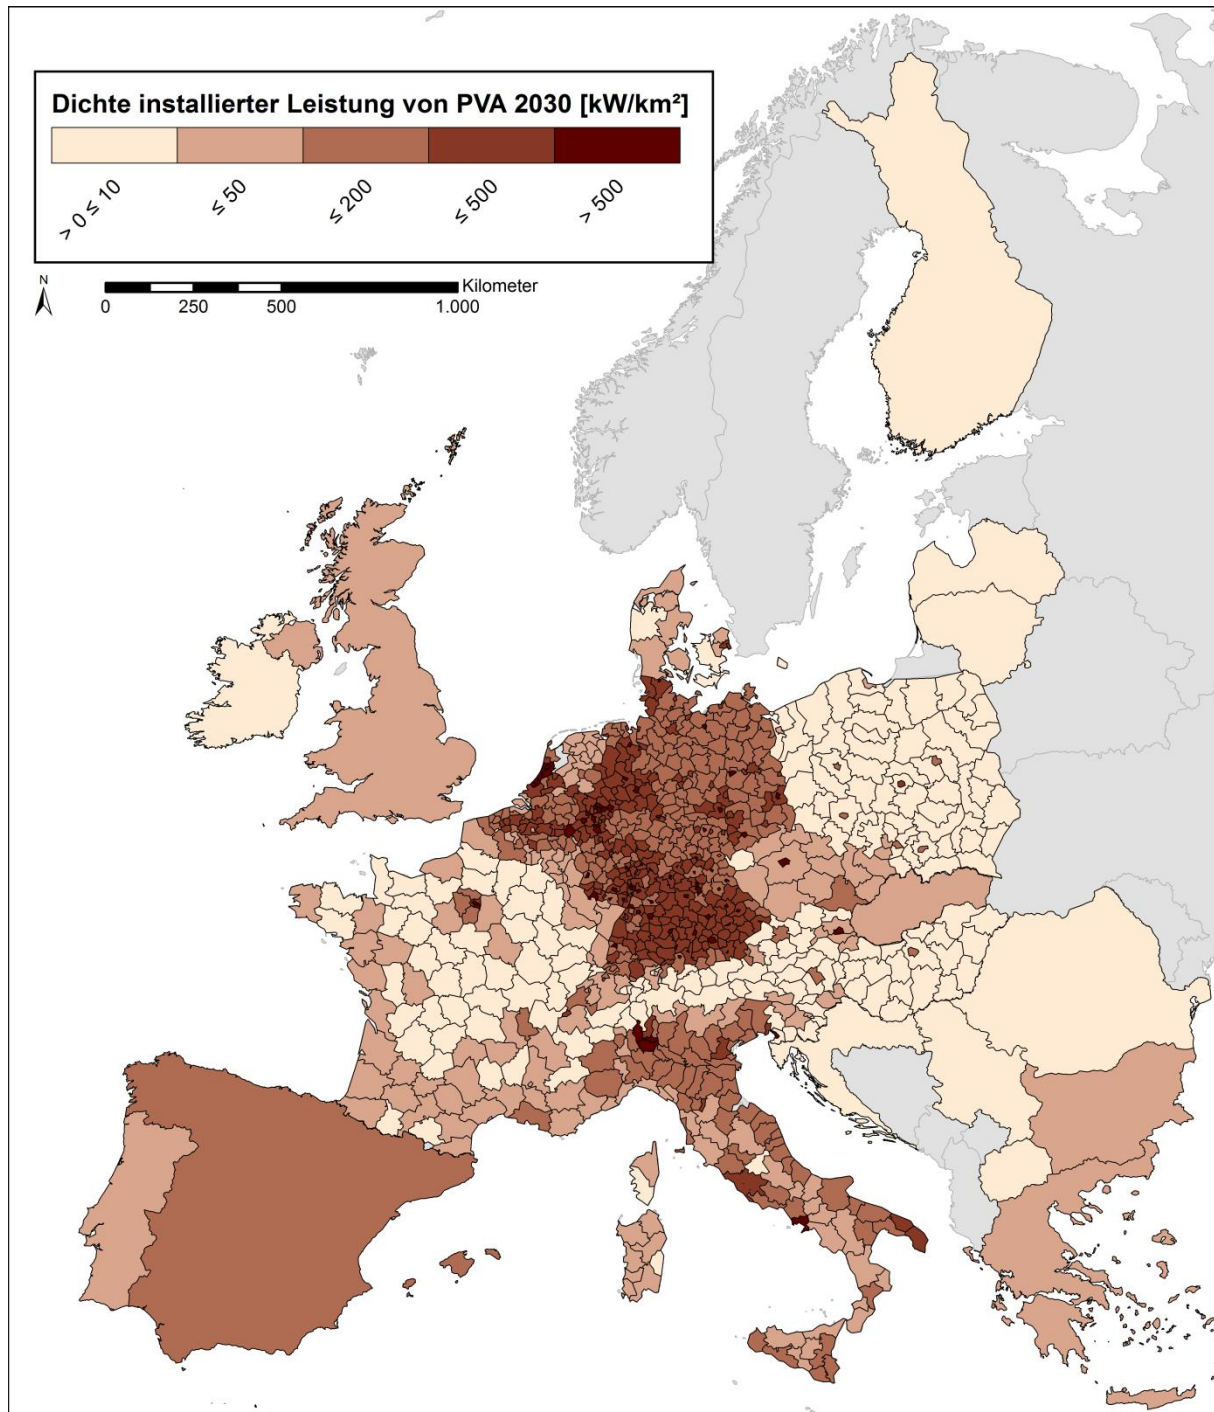 Dichte installierter Leistung von PVA 2030 [kW/km²]
> 0 ≤ 10
≤ 50
≤ 200
≤ 500
> 500
N
Kilometer
0 250 500 1.000